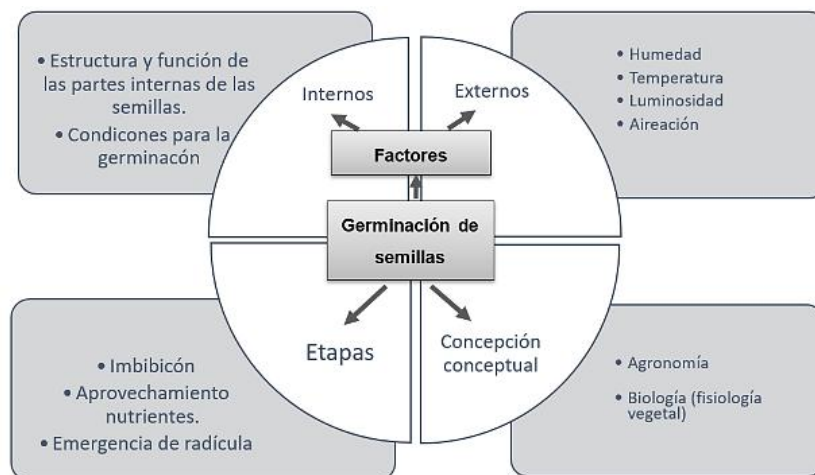 • Estructura y función de
las partes internas de las
semillas.
• Condicones para la
germinacón
Internos
Externos
• Humedad
• Temperatura
• Luminosidad
• Aireación
Factores
Germinación de
semillas
Etapas
Concepción
conceptual
• Imbibicón
• Aprovechamiento
nutrientes.
• Emergencia de radícula
• Agronomía
• Biología (fisiología
vegetal)